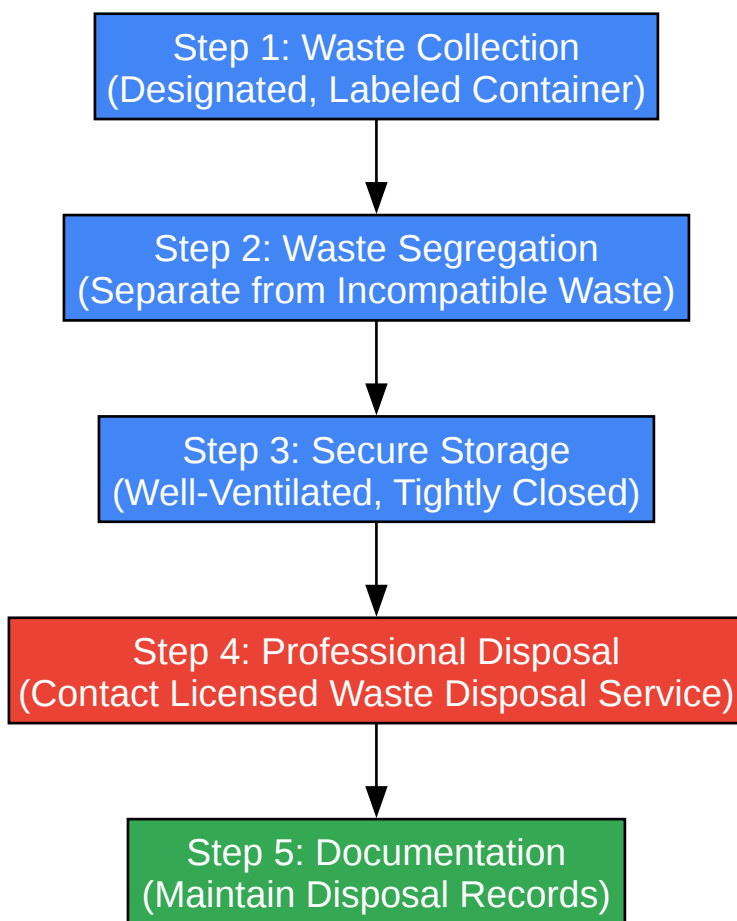 Step 1: Waste Collection
(Designated, Labeled Container)
Step 2: Waste Segregation
(Separate from Incompatible Waste)
Step 3: Secure Storage
(Well-Ventilated, Tightly Closed)
Step 4: Professional Disposal
(Contact Licensed Waste Disposal Service)
Step 5: Documentation
(Maintain Disposal Records)